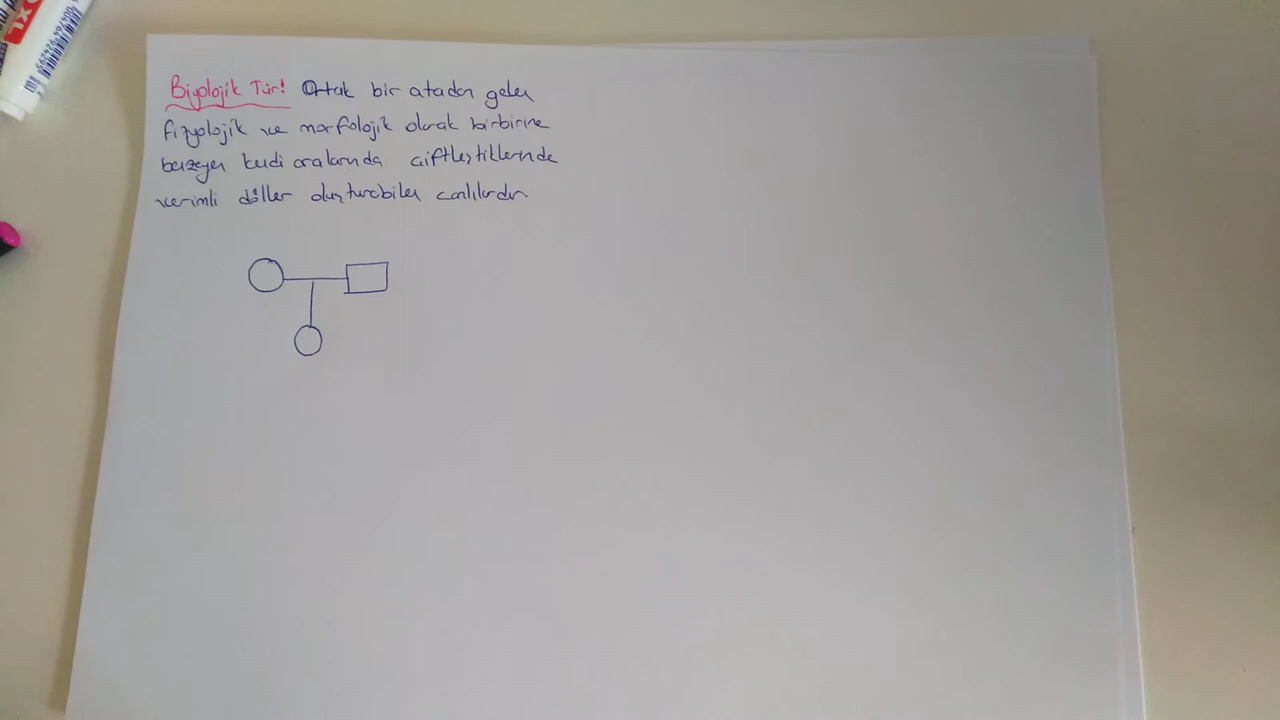 Biyolojik Tür! Ortak bir atadan gelen
fizyolojik ve morfolojik olarak birbirine
benzeyen kendi aralarında çiftleştiklerinde
verimli döller oluşturabilen canlılardır.
XL